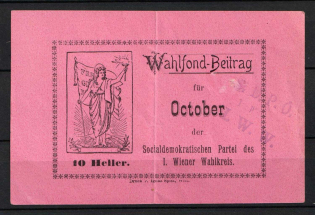 Wahlfond-Beitrag
für
October
der
Socialdemokratischen Partei des
I. Wiener Wahlkreis.
10 Heller.